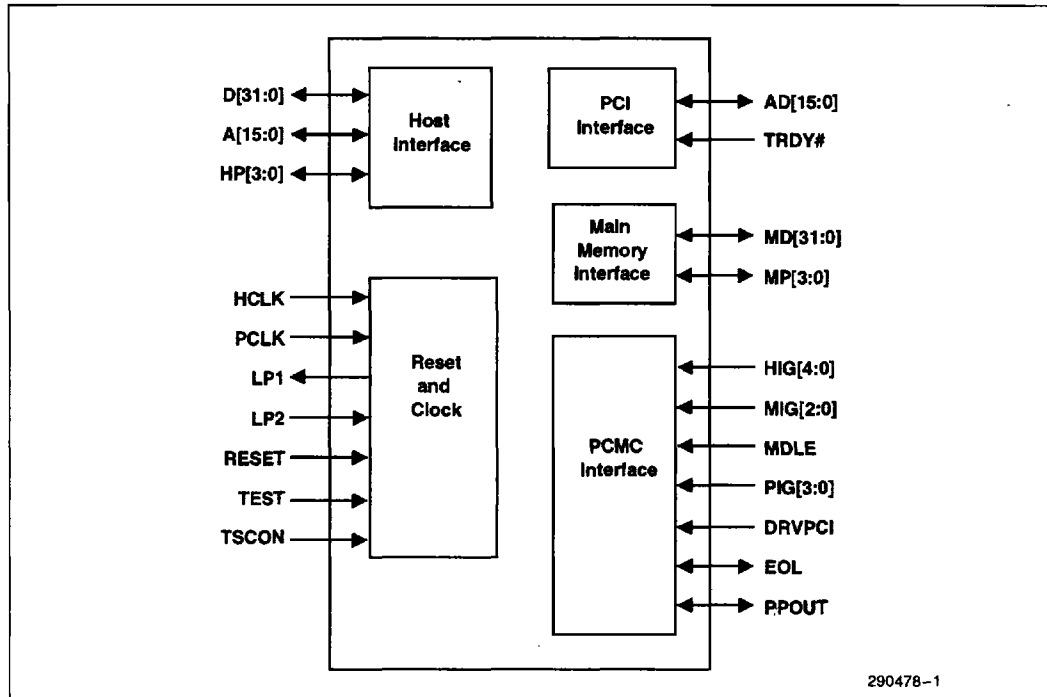 D[31:0]
A[15:0]
HP[3:0]
Host
Interface
PCI
Interface
AD[15:0]
TRDY#
Main
Memory
Interface
MD[31:0]
MP[3:0]
HCLK
PCLK
LP1
LP2
RESET
TEST
TSCON
Reset
and
Clock
PCMC
Interface
HIG[4:0]
MIG[2:0]
MDLE
PIG[3:0]
DRVPCI
EOL
PPOUT
290478-1